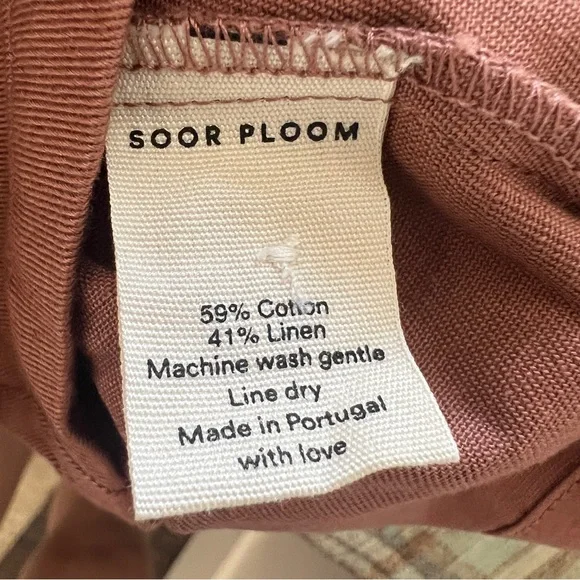 SOOR PLOOM
59% Cotton
41% Linen
Machine wash gentle
Line dry
Made in Portugal
with love